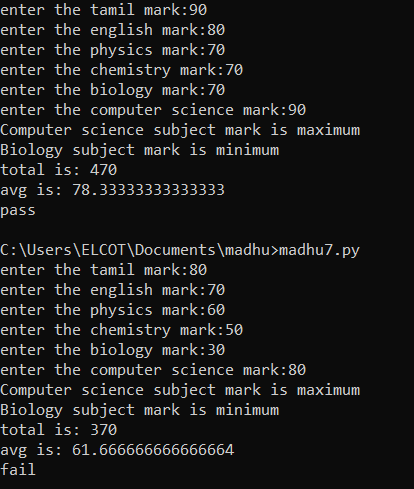 enter the tamil mark:90
enter the english mark:80
enter the physics mark:70
enter the chemistry mark:70
enter the biology mark:70
enter the computer science mark:90
Computer science subject mark is maximum
Biology subject mark is minimum
total is: 470
avg is: 78.33333333333333
pass
C:\Users\ELCOT\Documents\madhu>madhu7.py
enter the tamil mark:80
enter the english mark:70
enter the physics mark:60
enter the chemistry mark:50
enter the biology mark:30
enter the computer science mark:80
Computer science subject mark is maximum
Biology subject mark is minimum
total is: 370
avg is: 61.666666666666664
fail